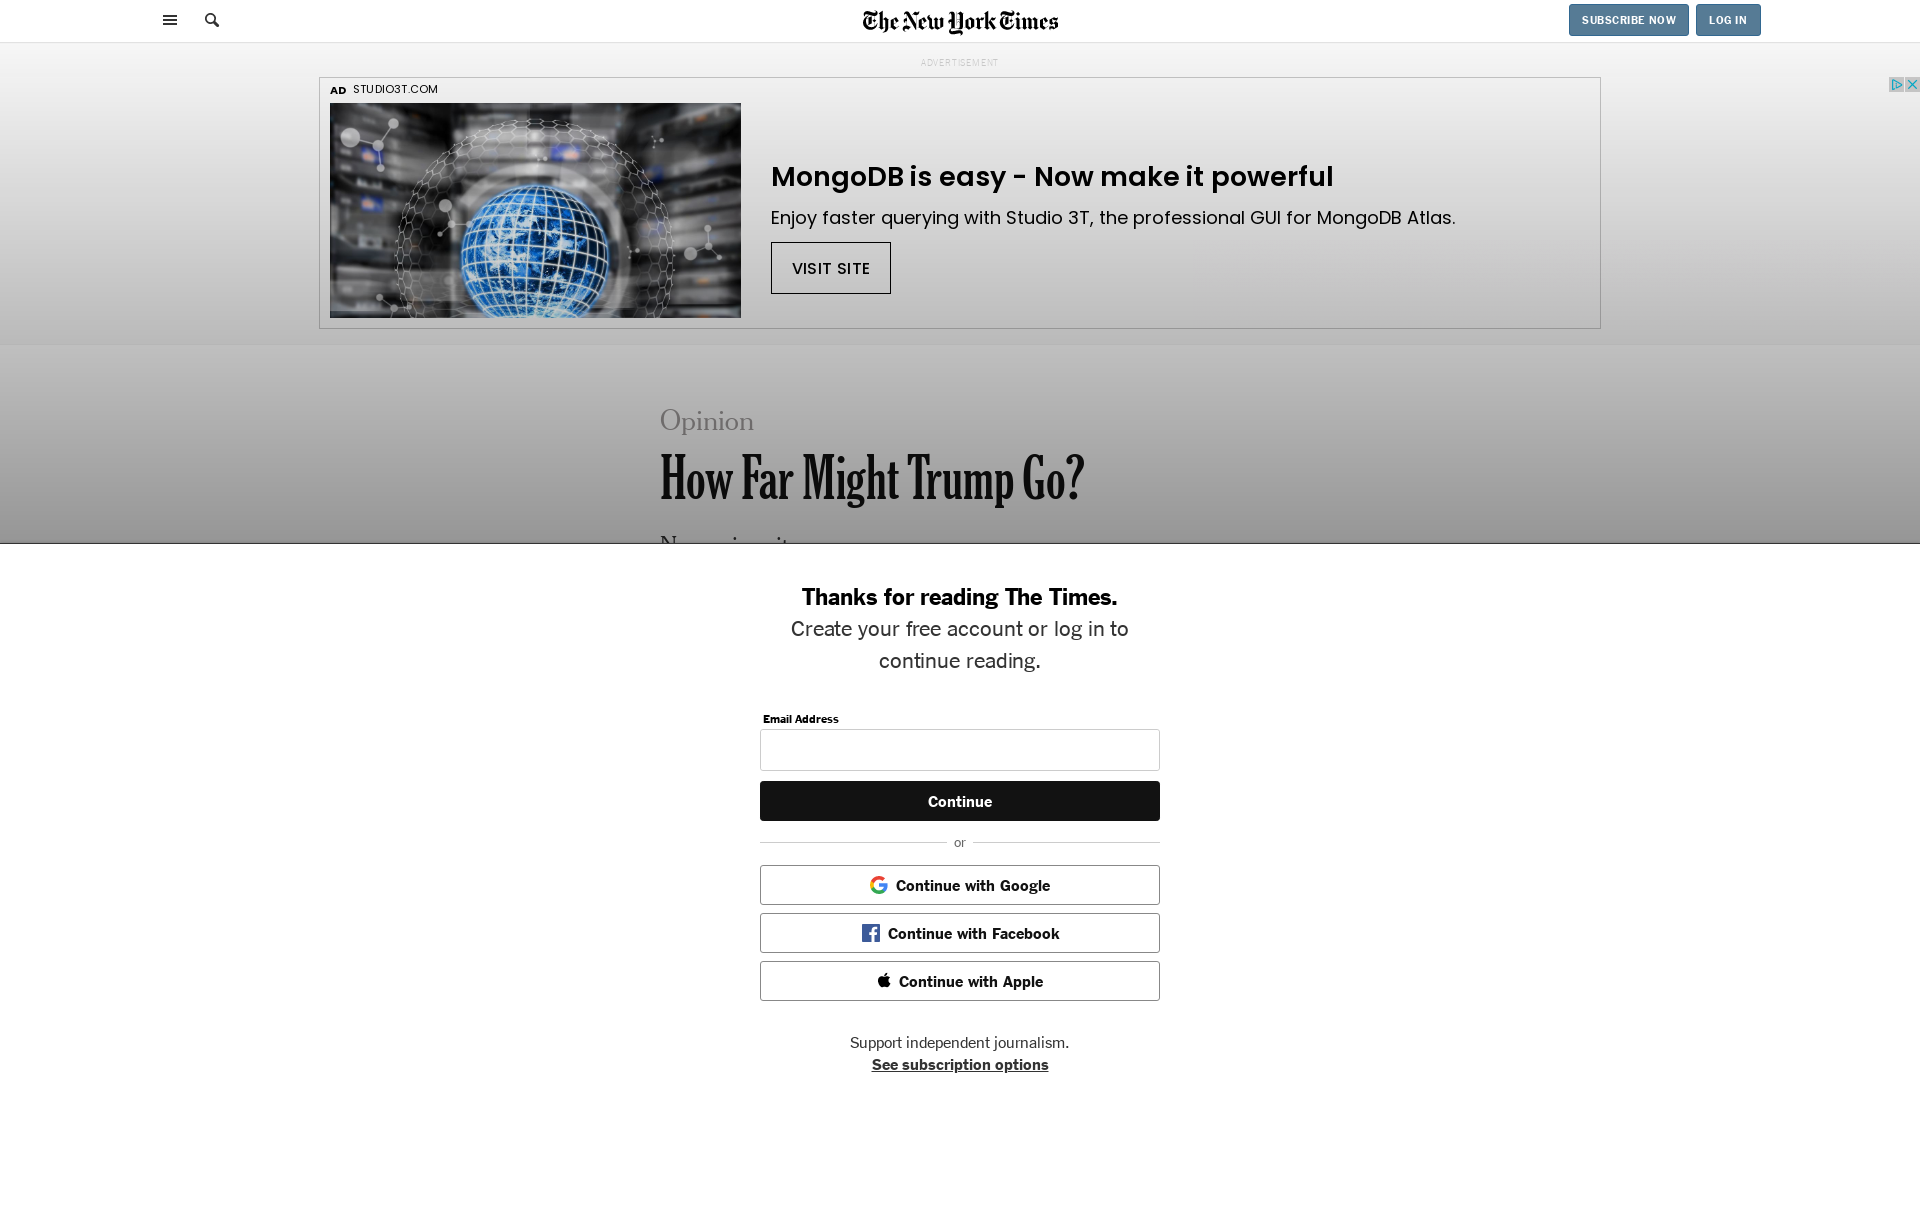 The New York Times
SUBSCRIBE NOW
LOG IN
ADVERTISEMENT
AD STUDIO3T.COM
MongoDB is easy - Now make it powerful
Enjoy faster querying with Studio 3T, the professional GUI for MongoDB Atlas.
VISIT SITE
Opinion
How Far Might Trump Go?
Thanks for reading The Times.
Create your free account or log in to
continue reading.
Email Address
Continue
or
Continue with Google
Continue with Facebook
Continue with Apple
Support independent journalism.
See subscription options